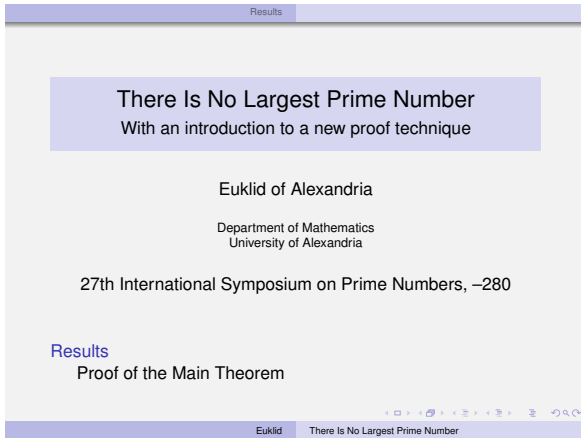 Results
There Is No Largest Prime Number
With an introduction to a new proof technique
Euklid of Alexandria
Department of Mathematics
University of Alexandria
27th International Symposium on Prime Numbers, –280
Results
Proof of the Main Theorem
Euklid There Is No Largest Prime Number